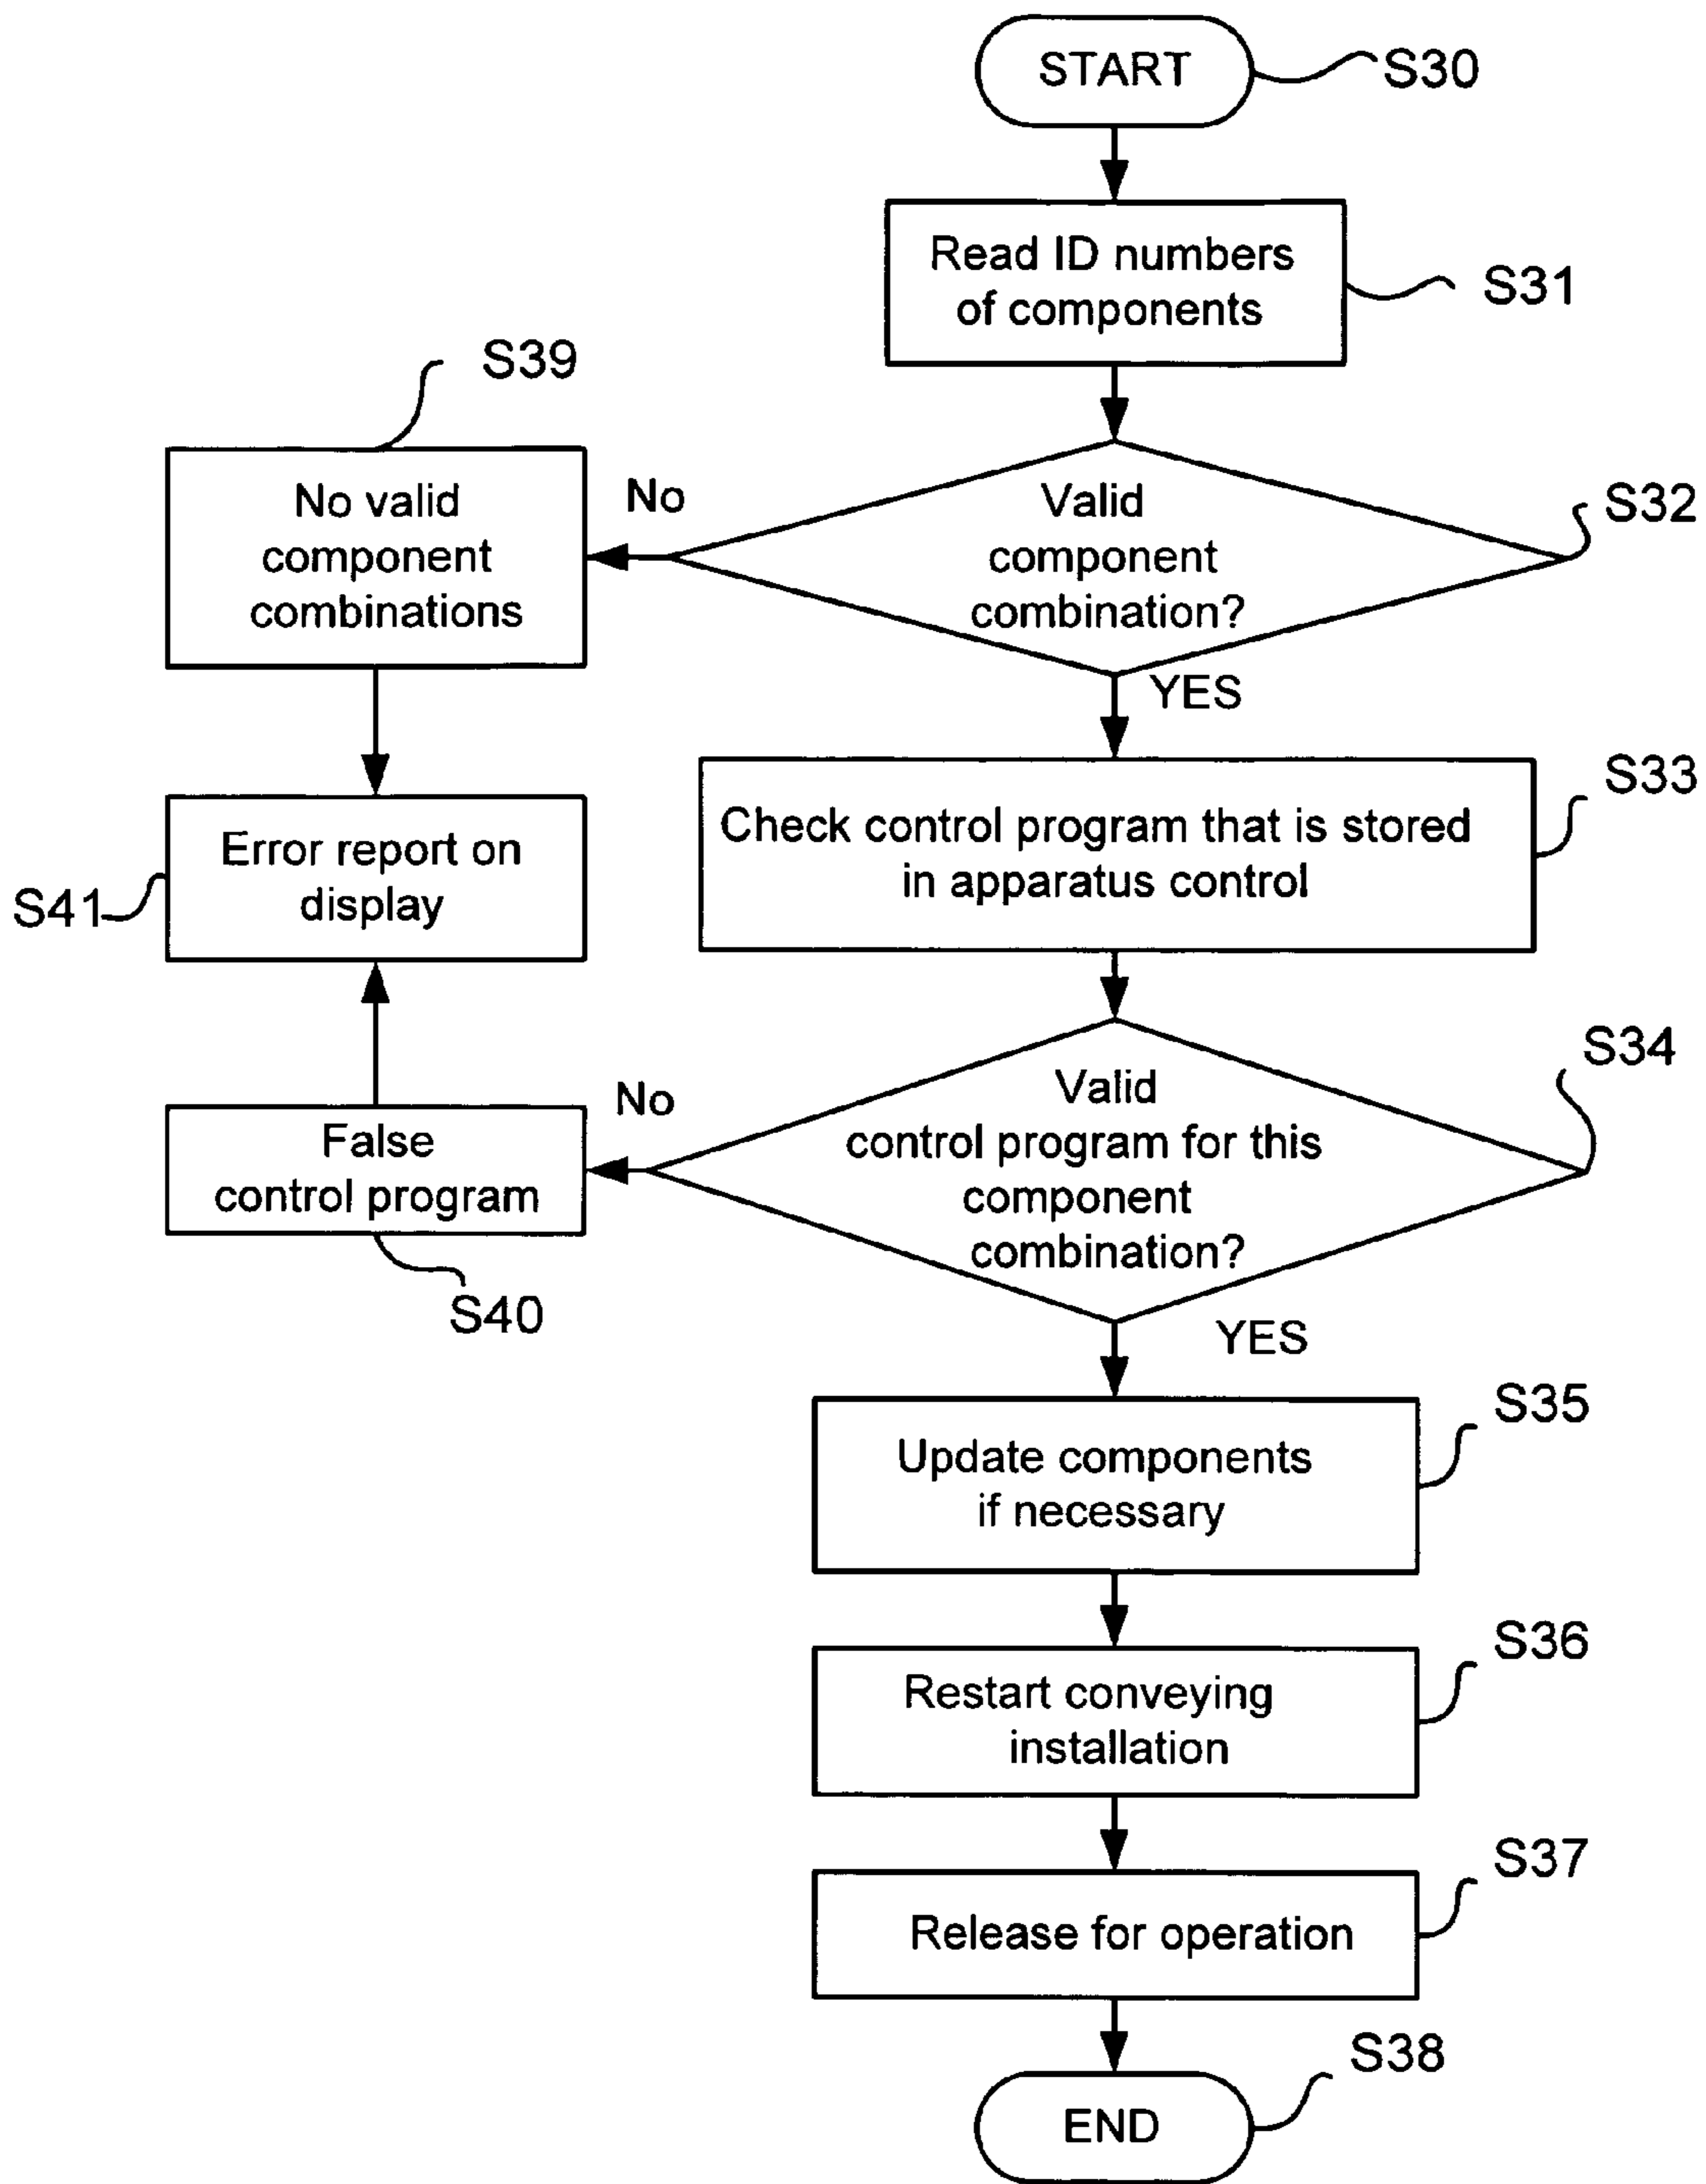 START
S30
Read ID numbers
of components
S31
S39
No valid
component
combinations
No
Valid
component
combination?
S32
YES
S33
Check control program that is stored
in apparatus control
Error report on
display
S41
S34
No
Valid
control program for this
component
combination?
False
control program
S40
YES
S35
Update components
if necessary
S36
Restart conveying
installation
S37
Release for operation
S38
END